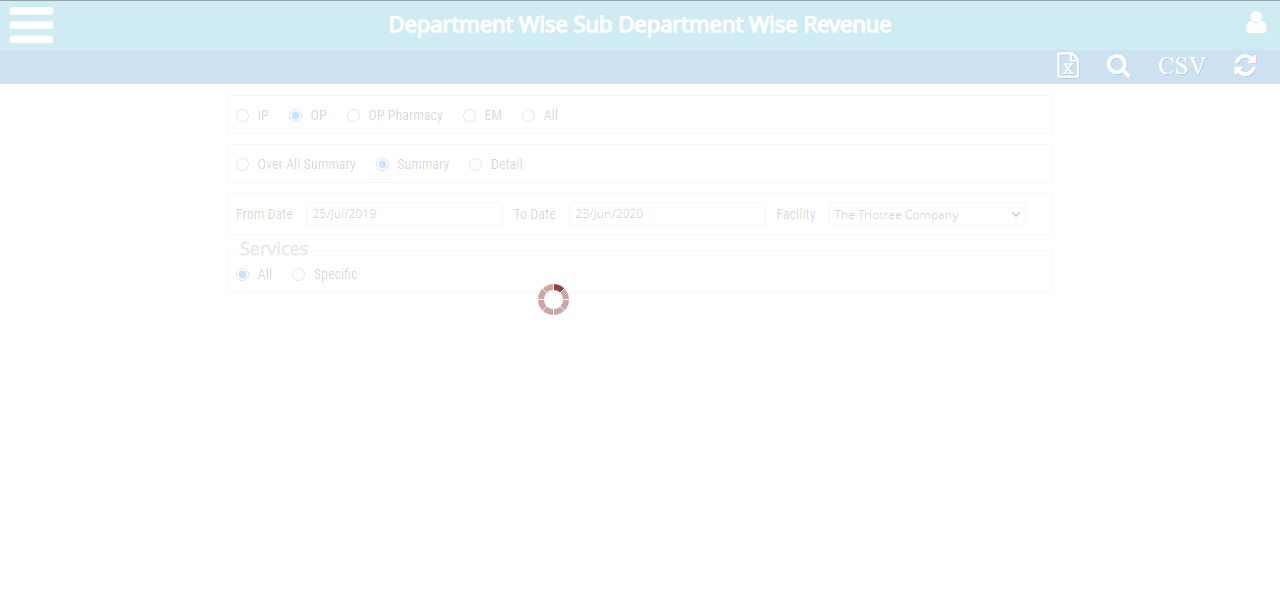 Department Wise Sub Department Wise Revenue
X CSV
IP OP OP Pharmacy EM All
Over All Summary Summary Detail
From Date 25/Jul/2019 To Date 23/Jun/2020 Facility The Triotree Company
Services
All Specific